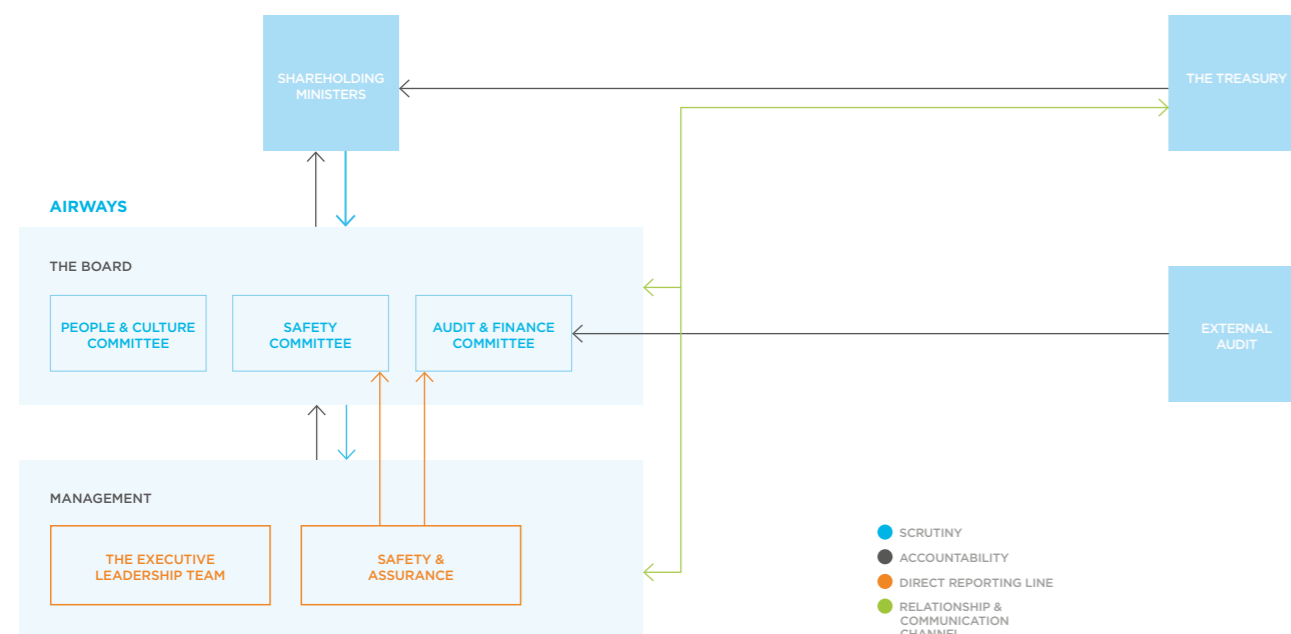 SHAREHOLDING
MINISTERS
THE TREASURY
AIRWAYS
THE BOARD
PEOPLE & CULTURE
COMMITTEE
SAFETY
COMMITTEE
AUDIT & FINANCE
COMMITTEE
EXTERNAL
AUDIT
MANAGEMENT
THE EXECUTIVE
LEADERSHIP TEAM
SAFETY &
ASSURANCE
SCRUTINY
ACCOUNTABILITY
DIRECT REPORTING LINE
RELATIONSHIP &
COMMUNICATION
CHANNEL